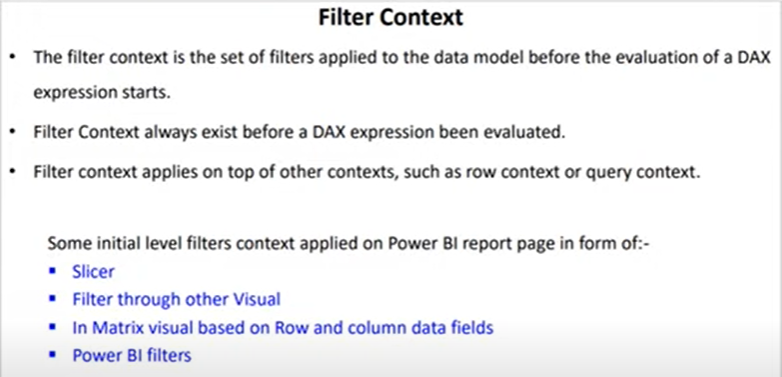 Filter Context
• The filter context is the set of filters applied to the data model before the evaluation of a DAX
expression starts.
• Filter Context always exist before a DAX expression been evaluated.
• Filter context applies on top of other contexts, such as row context or query context.
Some initial level filters context applied on Power BI report page in form of:-
▪ Slicer
▪ Filter through other Visual
▪ In Matrix visual based on Row and column data fields
▪ Power BI filters